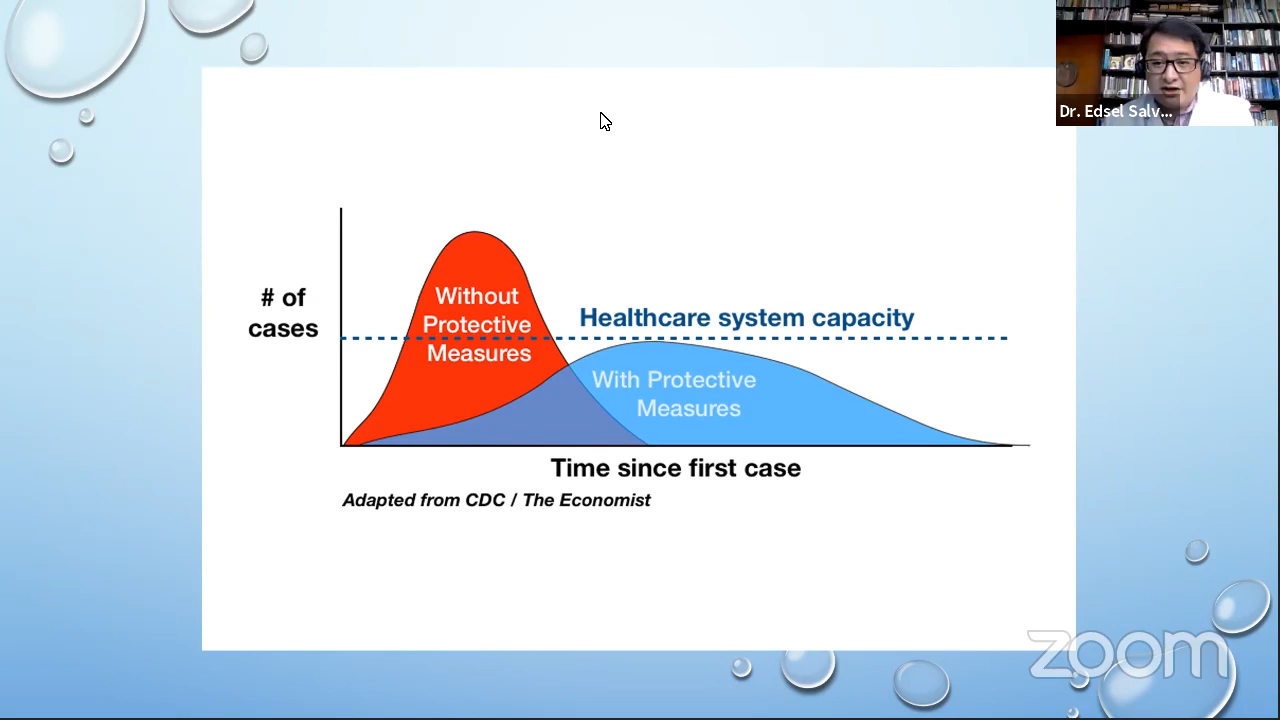 Dr. Edsel Salv...
# of
cases
Without
Protective
Measures
Healthcare system capacity
With Protective
Measures
Time since first case
Adapted from CDC / The Economist
zoom